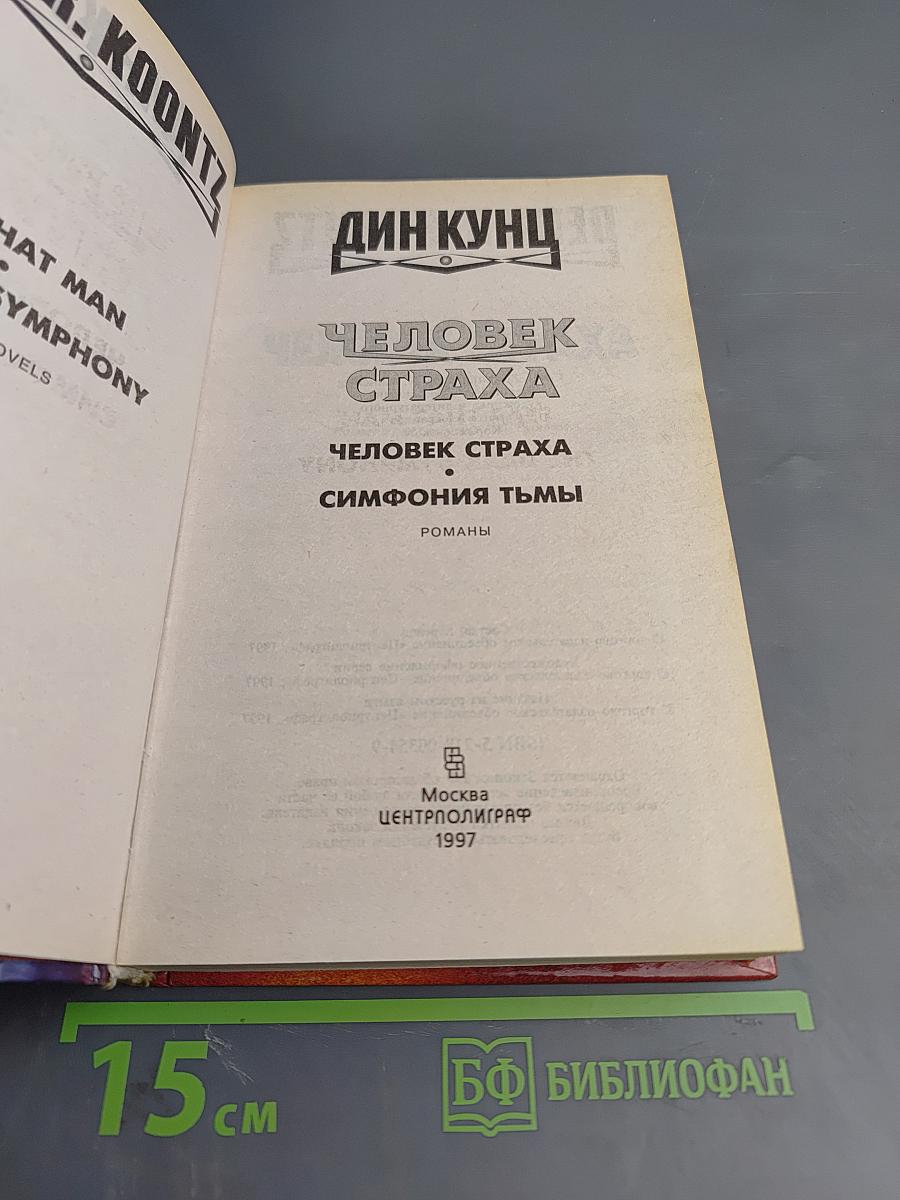 R. KOONTZ
HAT MAN
•
SYMPHONY
NOVELS
ДИН КУНЦ
ЧЕЛОВЕК
СТРАХА
ЧЕЛОВЕК СТРАХА
•
СИМФОНИЯ ТЬМЫ
РОМАНЫ
Москва
ЦЕНТРПОЛИГРАФ
1997
15 см
БФ БИБЛИОФАН